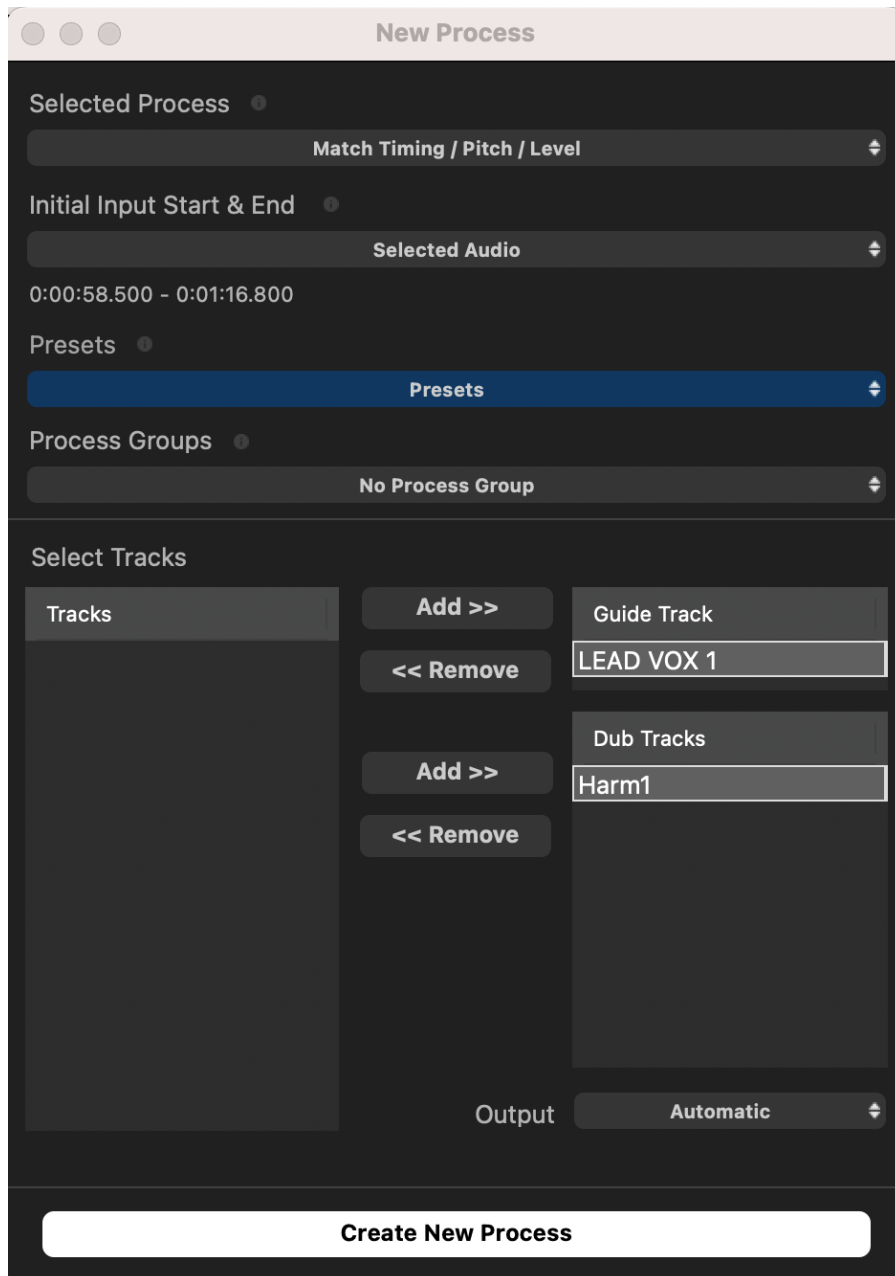 New Process
Selected Process
Match Timing / Pitch / Level
Initial Input Start & End
Selected Audio
0:00:58.500 - 0:01:16.800
Presets
Presets
Process Groups
No Process Group
Select Tracks
Tracks
Add >>
Guide Track
LEAD VOX 1
<< Remove
Dub Tracks
Add >>
Harm1
<< Remove
Output
Automatic
Create New Process